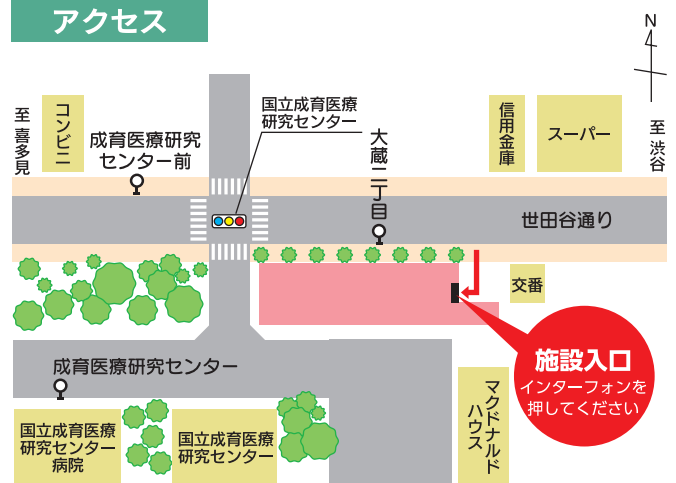 アクセス
N
至 喜多見
コンビニ
成育医療研究
センター前
国立成育医療
研究センター
大蔵二丁目
信用金庫
スーパー
至 渋谷
世田谷通り
交番
施設入口
インターフォンを
押してください
成育医療研究センター
国立成育医療
研究センター
病院
国立成育医療
研究センター
マクドナルド
ハウス